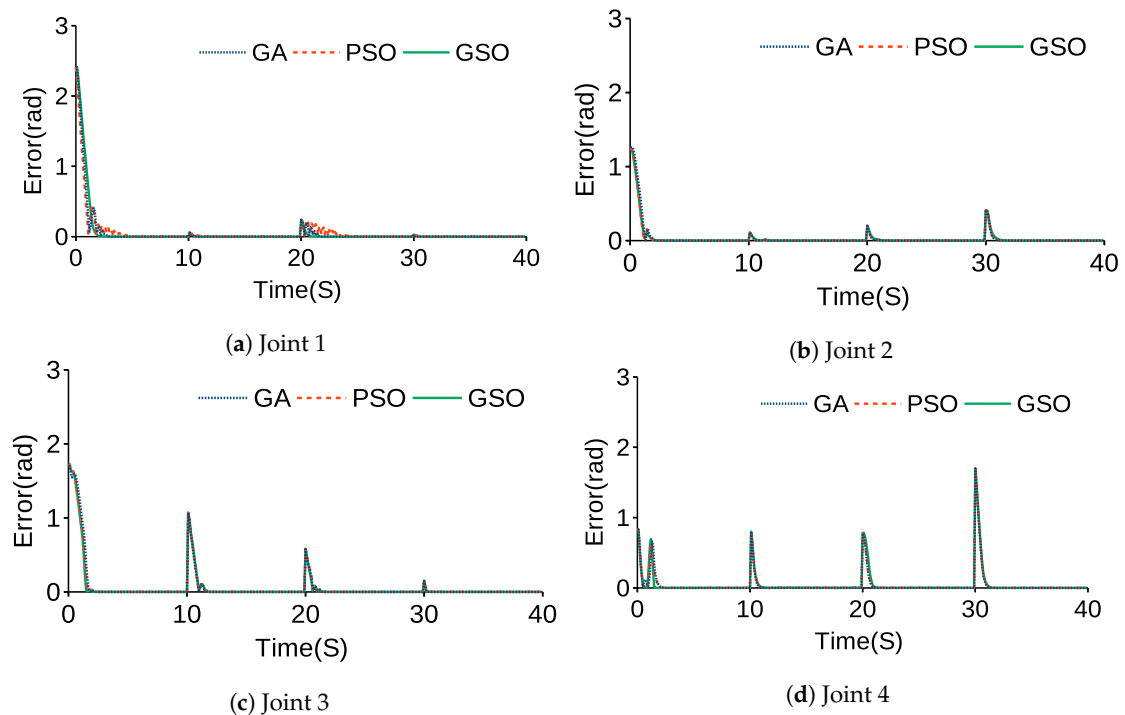 3
GA PSO GSO
2
Error(rad)
1
0
0 10 20 30 40
Time(S)
(a) Joint 1
3
GA PSO GSO
2
Error(rad)
1
0
0 10 20 30 40
Time(S)
(b) Joint 2
3
GA PSO GSO
2
Error(rad)
1
0
0 10 20 30 40
Time(S)
(c) Joint 3
3
GA PSO GSO
2
Error(rad)
1
0
0 10 20 30 40
Time(S)
(d) Joint 4